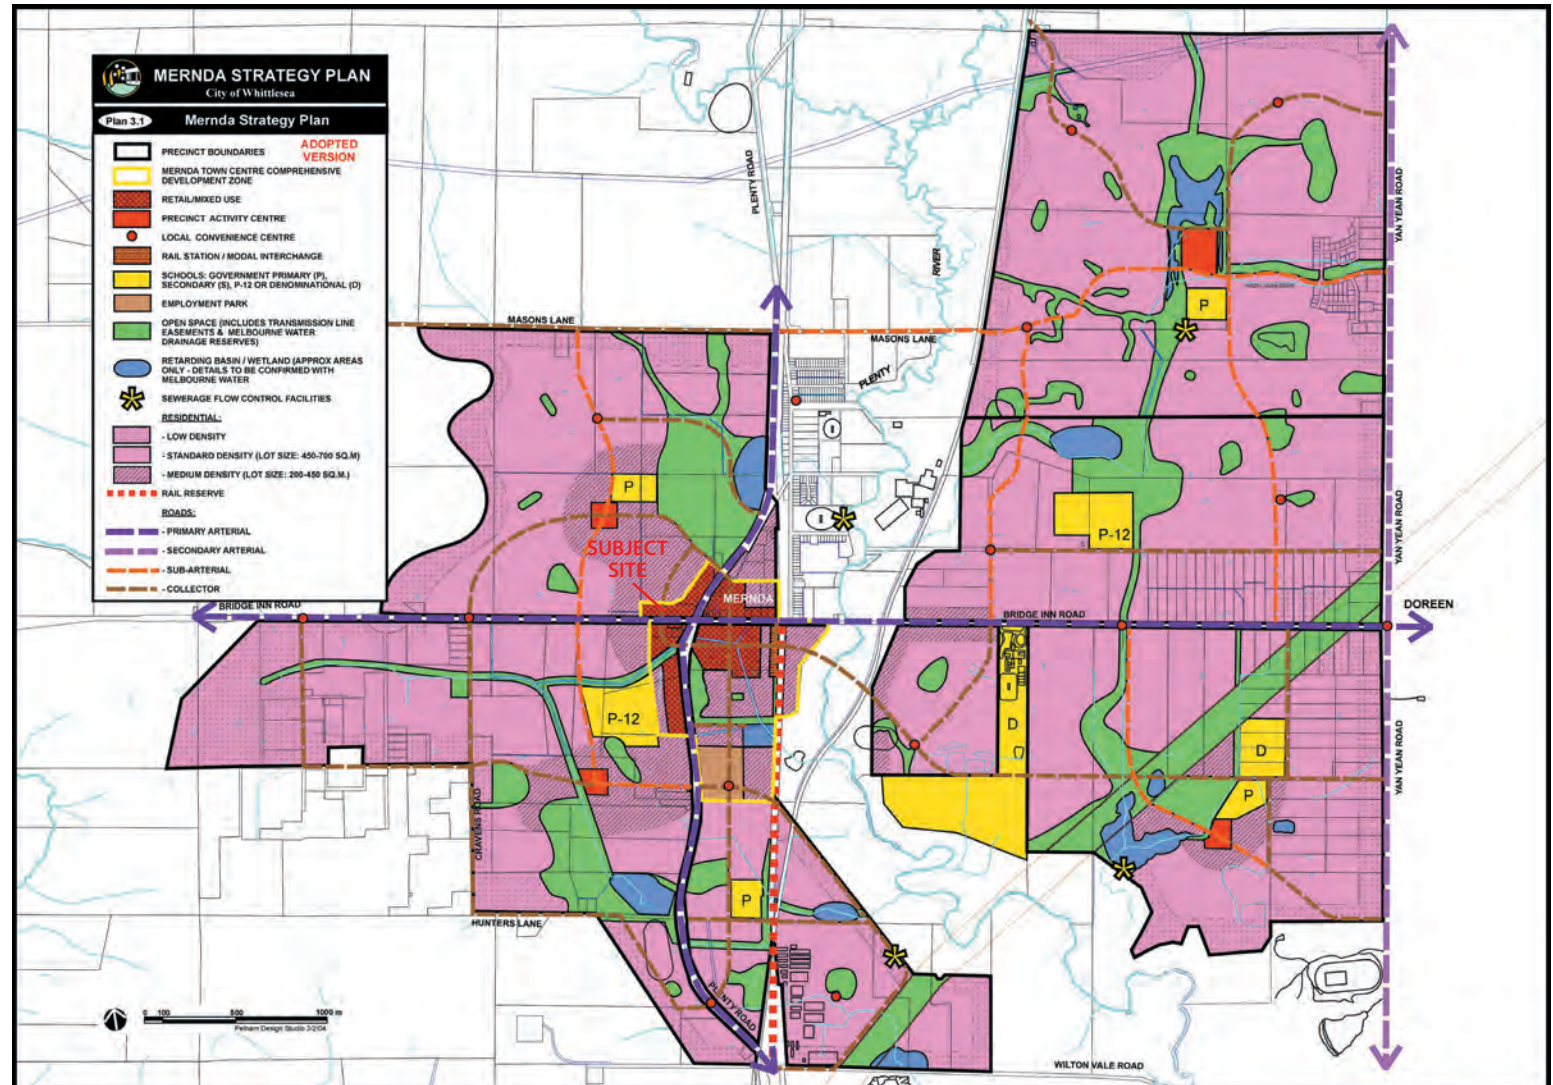 MERNDA STRATEGY PLAN
City of Whittlesea
Plan 3.1
Mernda Strategy Plan
PRECINCT BOUNDARIES
ADOPTED
VERSION
MERNDA TOWN CENTRE COMPREHENSIVE
DEVELOPMENT ZONE
RETAIL/MIXED USE
PRECINCT ACTIVITY CENTRE
LOCAL CONVENIENCE CENTRE
RAIL STATION / MODAL INTERCHANGE
SCHOOLS: GOVERNMENT PRIMARY (P),
SECONDARY (S), P-12 OR DENOMINATIONAL (D)
EMPLOYMENT PARK
OPEN SPACE (INCLUDES TRANSMISSION LINE
EASEMENTS & MELBOURNE WATER
DRAINAGE RESERVES)
RETARDING BASIN / WETLAND (APPROX AREAS
ONLY - DETAILS TO BE CONFIRMED WITH
MELBOURNE WATER
SEWERAGE FLOW CONTROL FACILITIES
RESIDENTIAL:
- LOW DENSITY
- STANDARD DENSITY (LOT SIZE: 450-700 SQ.M)
- MEDIUM DENSITY (LOT SIZE: 200-450 SQ.M.)
RAIL RESERVE
ROADS:
- PRIMARY ARTERIAL
- SECONDARY ARTERIAL
- SUB-ARTERIAL
- COLLECTOR
PLENTY ROAD
RIVER
YAN YEAN ROAD
P
MASONS LANE
MASONS LANE
PLENTY
P
YAN YEAN ROAD
P-12
SUBJECT
SITE
MERNDA
BRIDGE INN ROAD
BRIDGE INN ROAD
DOREEN
P-12
D
D
YAN YEAN ROAD
P
CRAVENS ROAD
P
HUNTERS LANE
PLENTY ROAD
0 100 500 1000 m
Pelham Design Studio 3/2/04
WILTON VALE ROAD